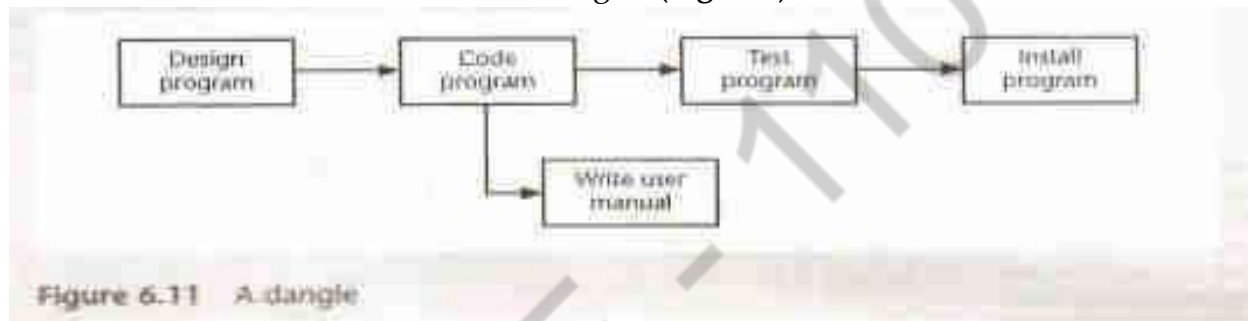 Design
program
Code
program
Test
program
Install
program
Write user
manual
Figure 6.11 A dangle